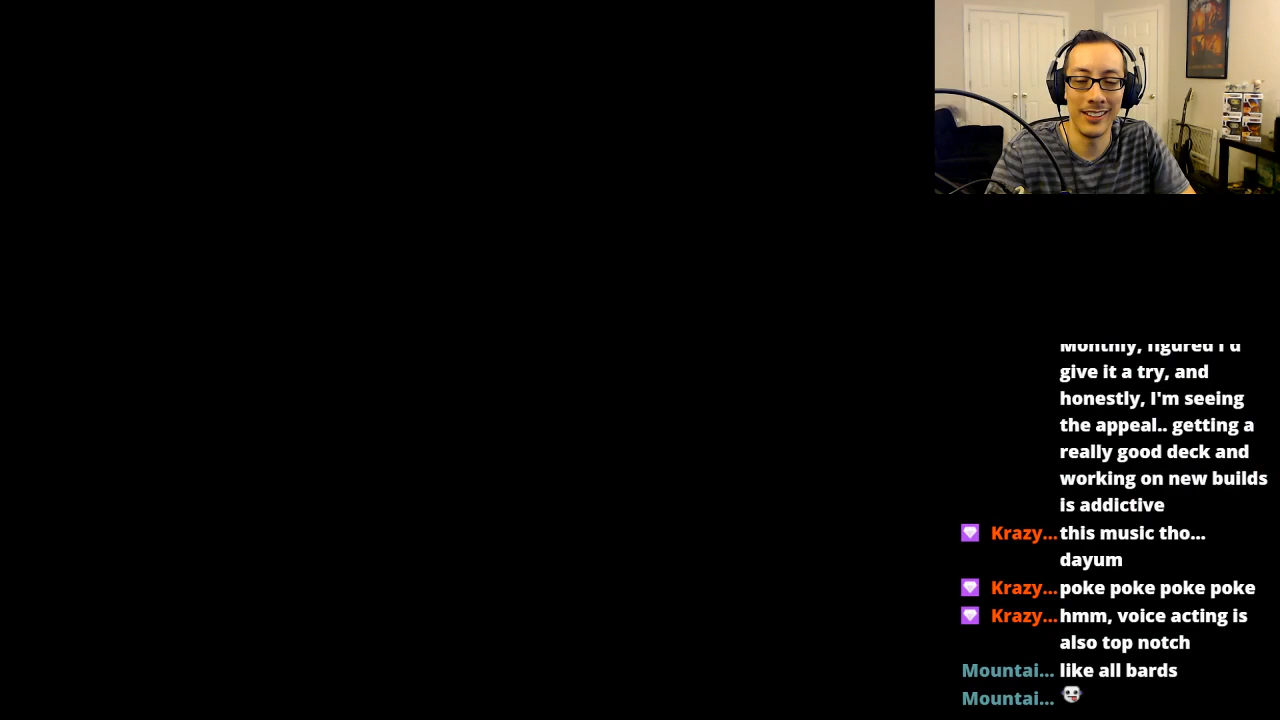 Monthly, figured I'd
give it a try, and
honestly, I'm seeing
the appeal.. getting a
really good deck and
working on new builds
is addictive
Krazy... this music tho...
dayum
Krazy... poke poke poke poke
Krazy... hmm, voice acting is
also top notch
Mountai... like all bards
Mountai...